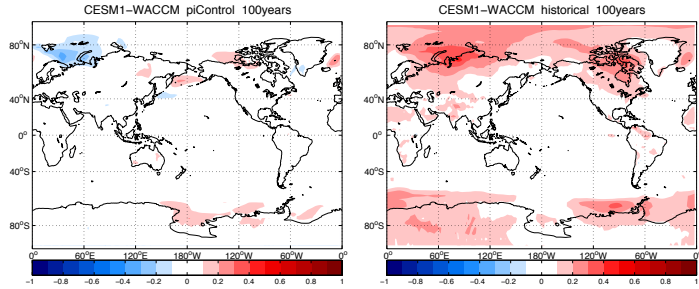 CESM1-WACCM piControl 100years
80°N
40°N
0°
40°S
80°S
0° 60°E 120°E 180°W 120°W 60°W 0°
-1 -0.8 -0.6 -0.4 -0.2 0 0.2 0.4 0.6 0.8 1
CESM1-WACCM historical 100years
80°N
40°N
0°
40°S
80°S
0° 60°E 120°E 180°W 120°W 60°W 0°
-1 -0.8 -0.6 -0.4 -0.2 0 0.2 0.4 0.6 0.8 1